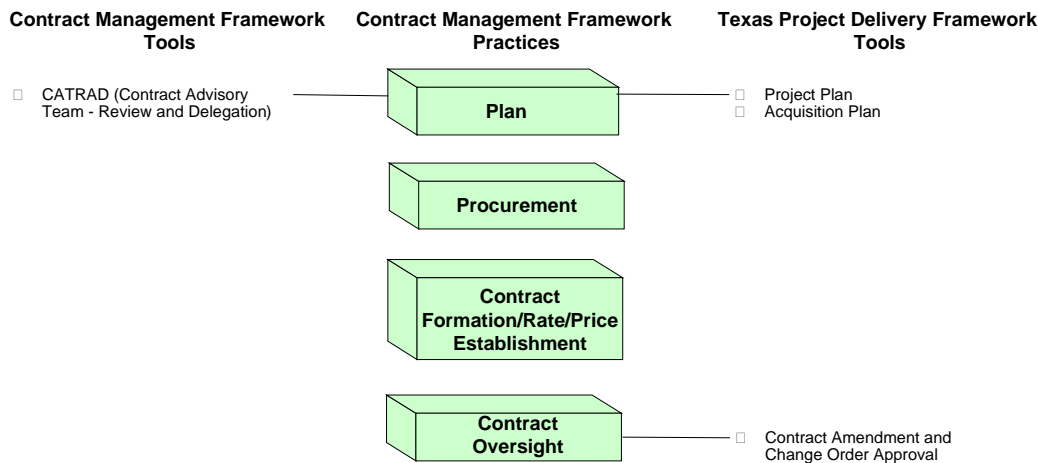 Contract Management Framework
Tools
Contract Management Framework
Practices
Texas Project Delivery Framework
Tools
CATRAD (Contract Advisory
Team - Review and Delegation)
Plan
Project Plan
Acquisition Plan
Procurement
Contract
Formation/Rate/Price
Establishment
Contract
Oversight
Contract Amendment and
Change Order Approval